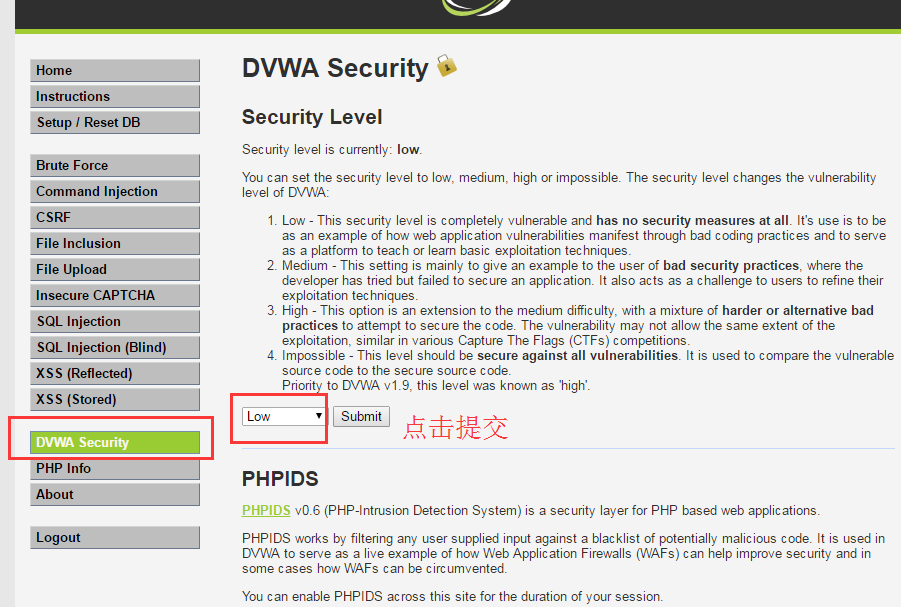 Home
Instructions
Setup / Reset DB
Brute Force
Command Injection
CSRF
File Inclusion
File Upload
Insecure CAPTCHA
SQL Injection
SQL Injection (Blind)
XSS (Reflected)
XSS (Stored)
DVWA Security
PHP Info
About
Logout
DVWA Security
Security Level
Security level is currently: low.
You can set the security level to low, medium, high or impossible. The security level changes the vulnerability
level of DVWA:
1. Low - This security level is completely vulnerable and has no security measures at all. It's use is to be
as an example of how web application vulnerabilities manifest through bad coding practices and to serve
as a platform to teach or learn basic exploitation techniques.
2. Medium - This setting is mainly to give an example to the user of bad security practices, where the
developer has tried but failed to secure an application. It also acts as a challenge to users to refine their
exploitation techniques.
3. High - This option is an extension to the medium difficulty, with a mixture of harder or alternative bad
practices to attempt to secure the code. The vulnerability may not allow the same extent of the
exploitation, similar in various Capture The Flags (CTFs) competitions.
4. Impossible - This level should be secure against all vulnerabilities. It is used to compare the vulnerable
source code to the secure source code.
Priority to DVWA v1.9, this level was known as 'high'.
Low Submit 点击提交
PHPIDS
PHPIDS v0.6 (PHP-Intrusion Detection System) is a security layer for PHP based web applications.
PHPIDS works by filtering any user supplied input against a blacklist of potentially malicious code. It is used in
DVWA to serve as a live example of how Web Application Firewalls (WAFs) can help improve security and in
some cases how WAFs can be circumvented.
You can enable PHPIDS across this site for the duration of your session.